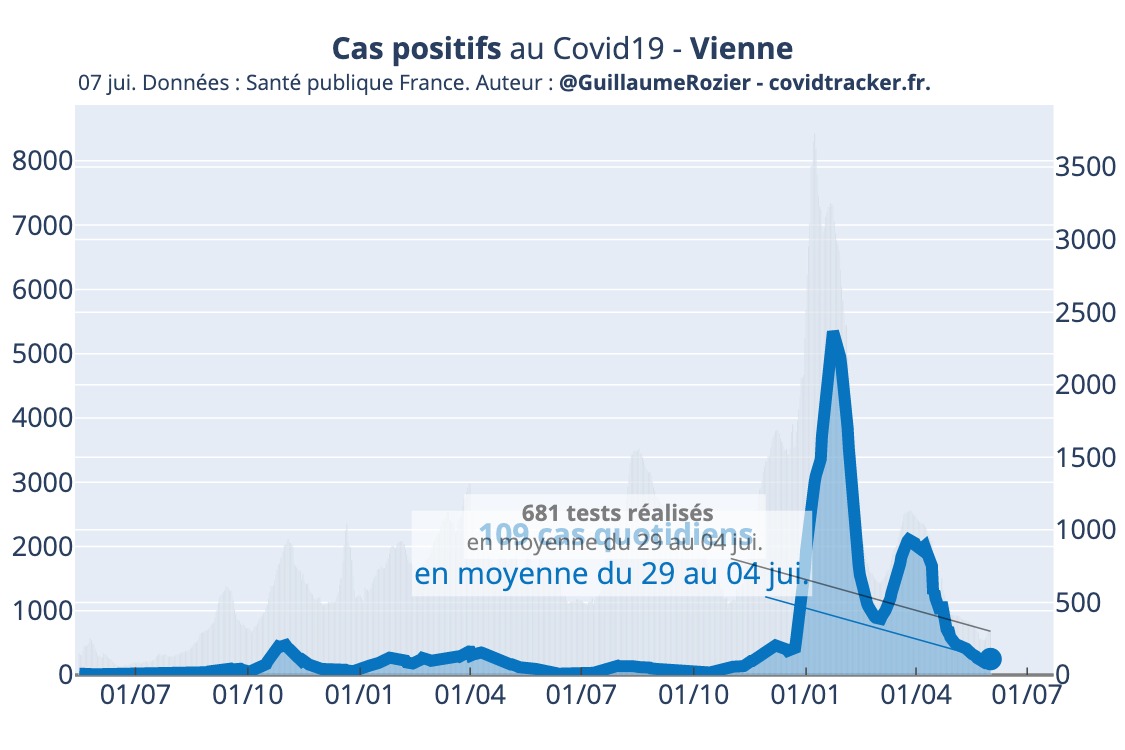 Cas positifs au Covid19 - Vienne
07 jui. Données : Santé publique France. Auteur : @GuillaumeRozier - covidtracker.fr.
8000
7000
6000
5000
4000
3000
2000
1000
0
3500
3000
2500
2000
1500
1000
500
0
681 tests réalisés
en moyenne du 29 au 04 jui.
109 cas quotidiens
en moyenne du 29 au 04 jui.
01/07 01/10 01/01 01/04 01/07 01/10 01/01 01/04 01/07